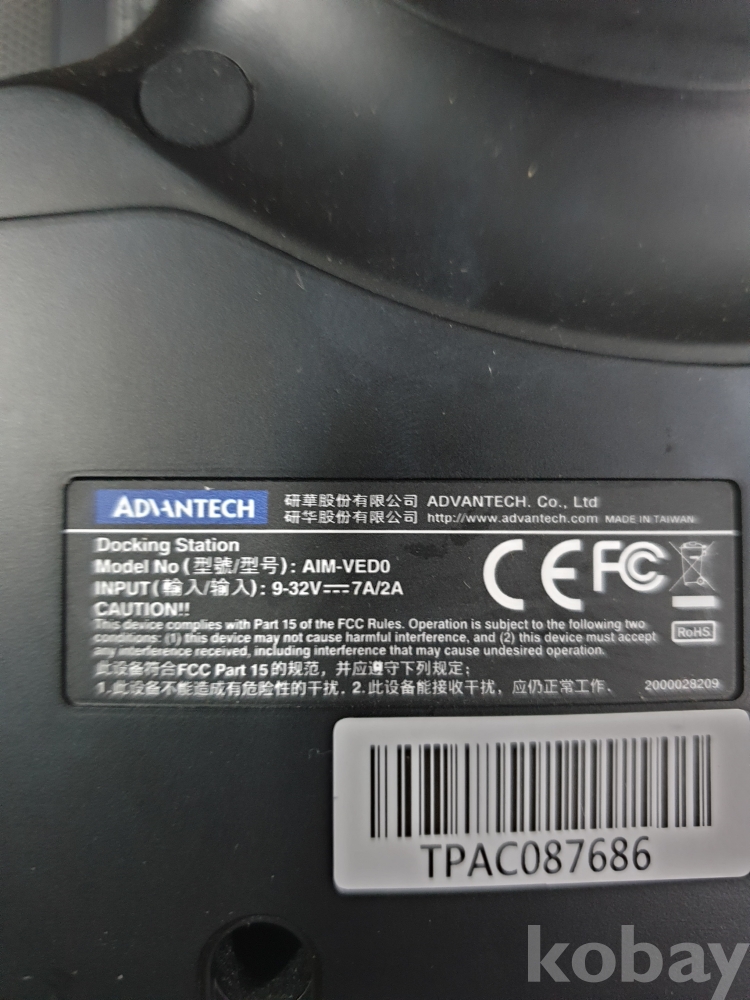 ADVANTECH
研華股份有限公司 ADVANTECH. Co., Ltd
研华股份有限公司 http://www.advantech.com MADE IN TAIWAN
Docking Station
Model No (型號/型号): AIM-VED0
INPUT (輸入/输入): 9-32V⎓7A/2A
CAUTION!!
This device complies with Part 15 of the FCC Rules. Operation is subject to the following two
conditions: (1) this device may not cause harmful interference, and (2) this device must accept
any interference received, including interference that may cause undesired operation.
此设备符合FCC Part 15的规范，并应遵守下列规定；
1.此设备不能造成有危险性的干扰. 2.此设备能接收干扰，应仍正常工作.
CE FC
RoHS
2000028209
TPAC087686
kobay